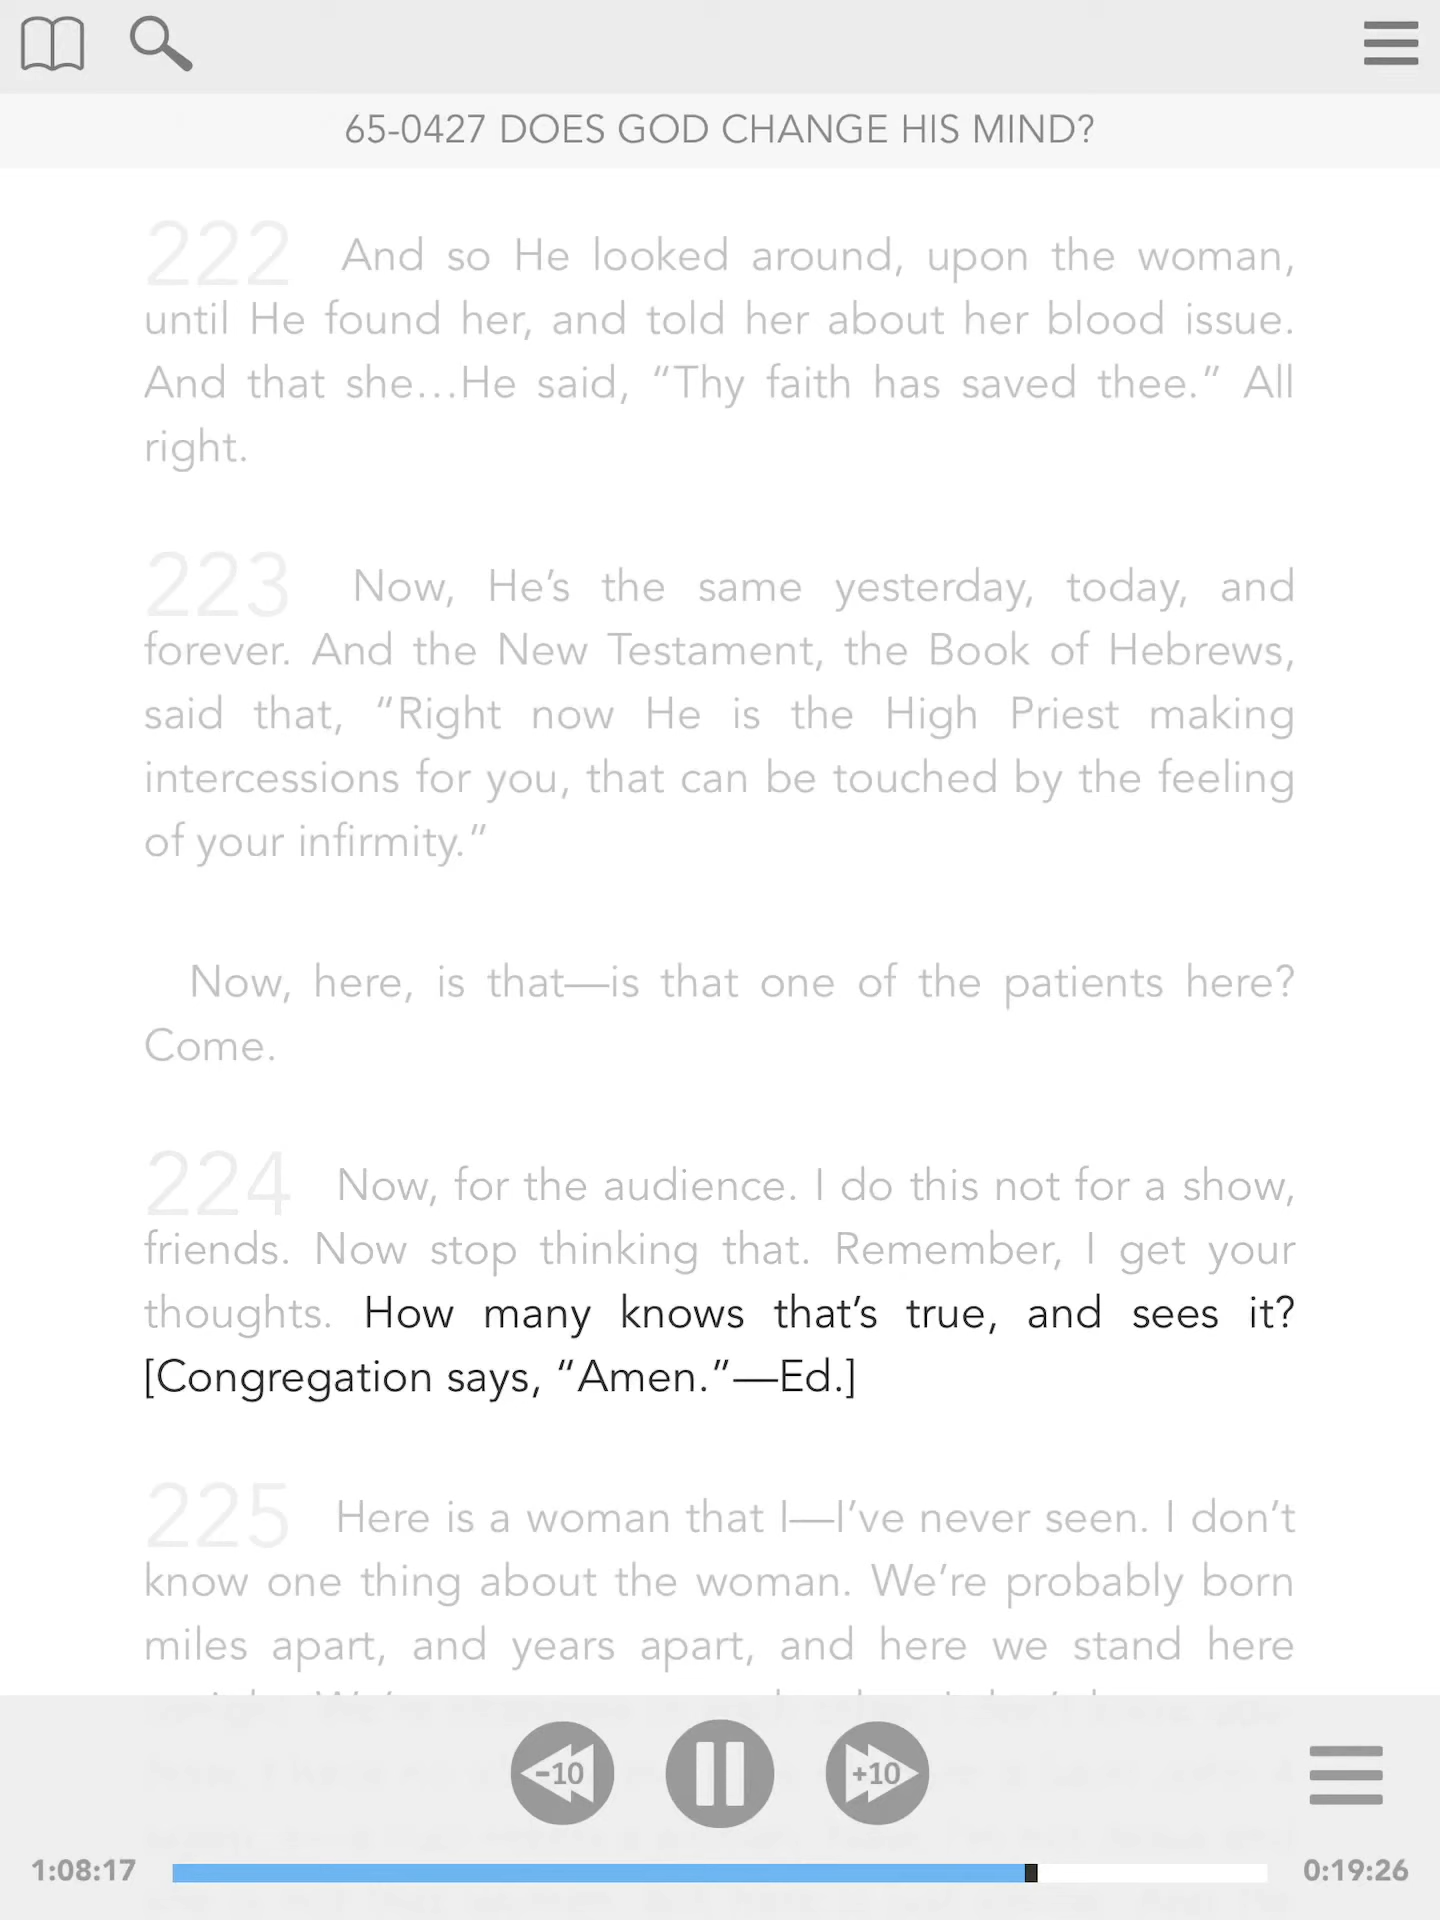 65-0427 DOES GOD CHANGE HIS MIND?
222 And so He looked around, upon the woman,
until He found her, and told her about her blood issue.
And that she…He said, “Thy faith has saved thee.” All
right.
223 Now, He’s the same yesterday, today, and
forever. And the New Testament, the Book of Hebrews,
said that, “Right now He is the High Priest making
intercessions for you, that can be touched by the feeling
of your infirmity.”
Now, here, is that—is that one of the patients here?
Come.
224 Now, for the audience. I do this not for a show,
friends. Now stop thinking that. Remember, I get your
thoughts. How many knows that’s true, and sees it?
[Congregation says, “Amen.”—Ed.]
225 Here is a woman that I—I’ve never seen. I don’t
know one thing about the woman. We’re probably born
miles apart, and years apart, and here we stand here
-10 +10
1:08:17 0:19:26